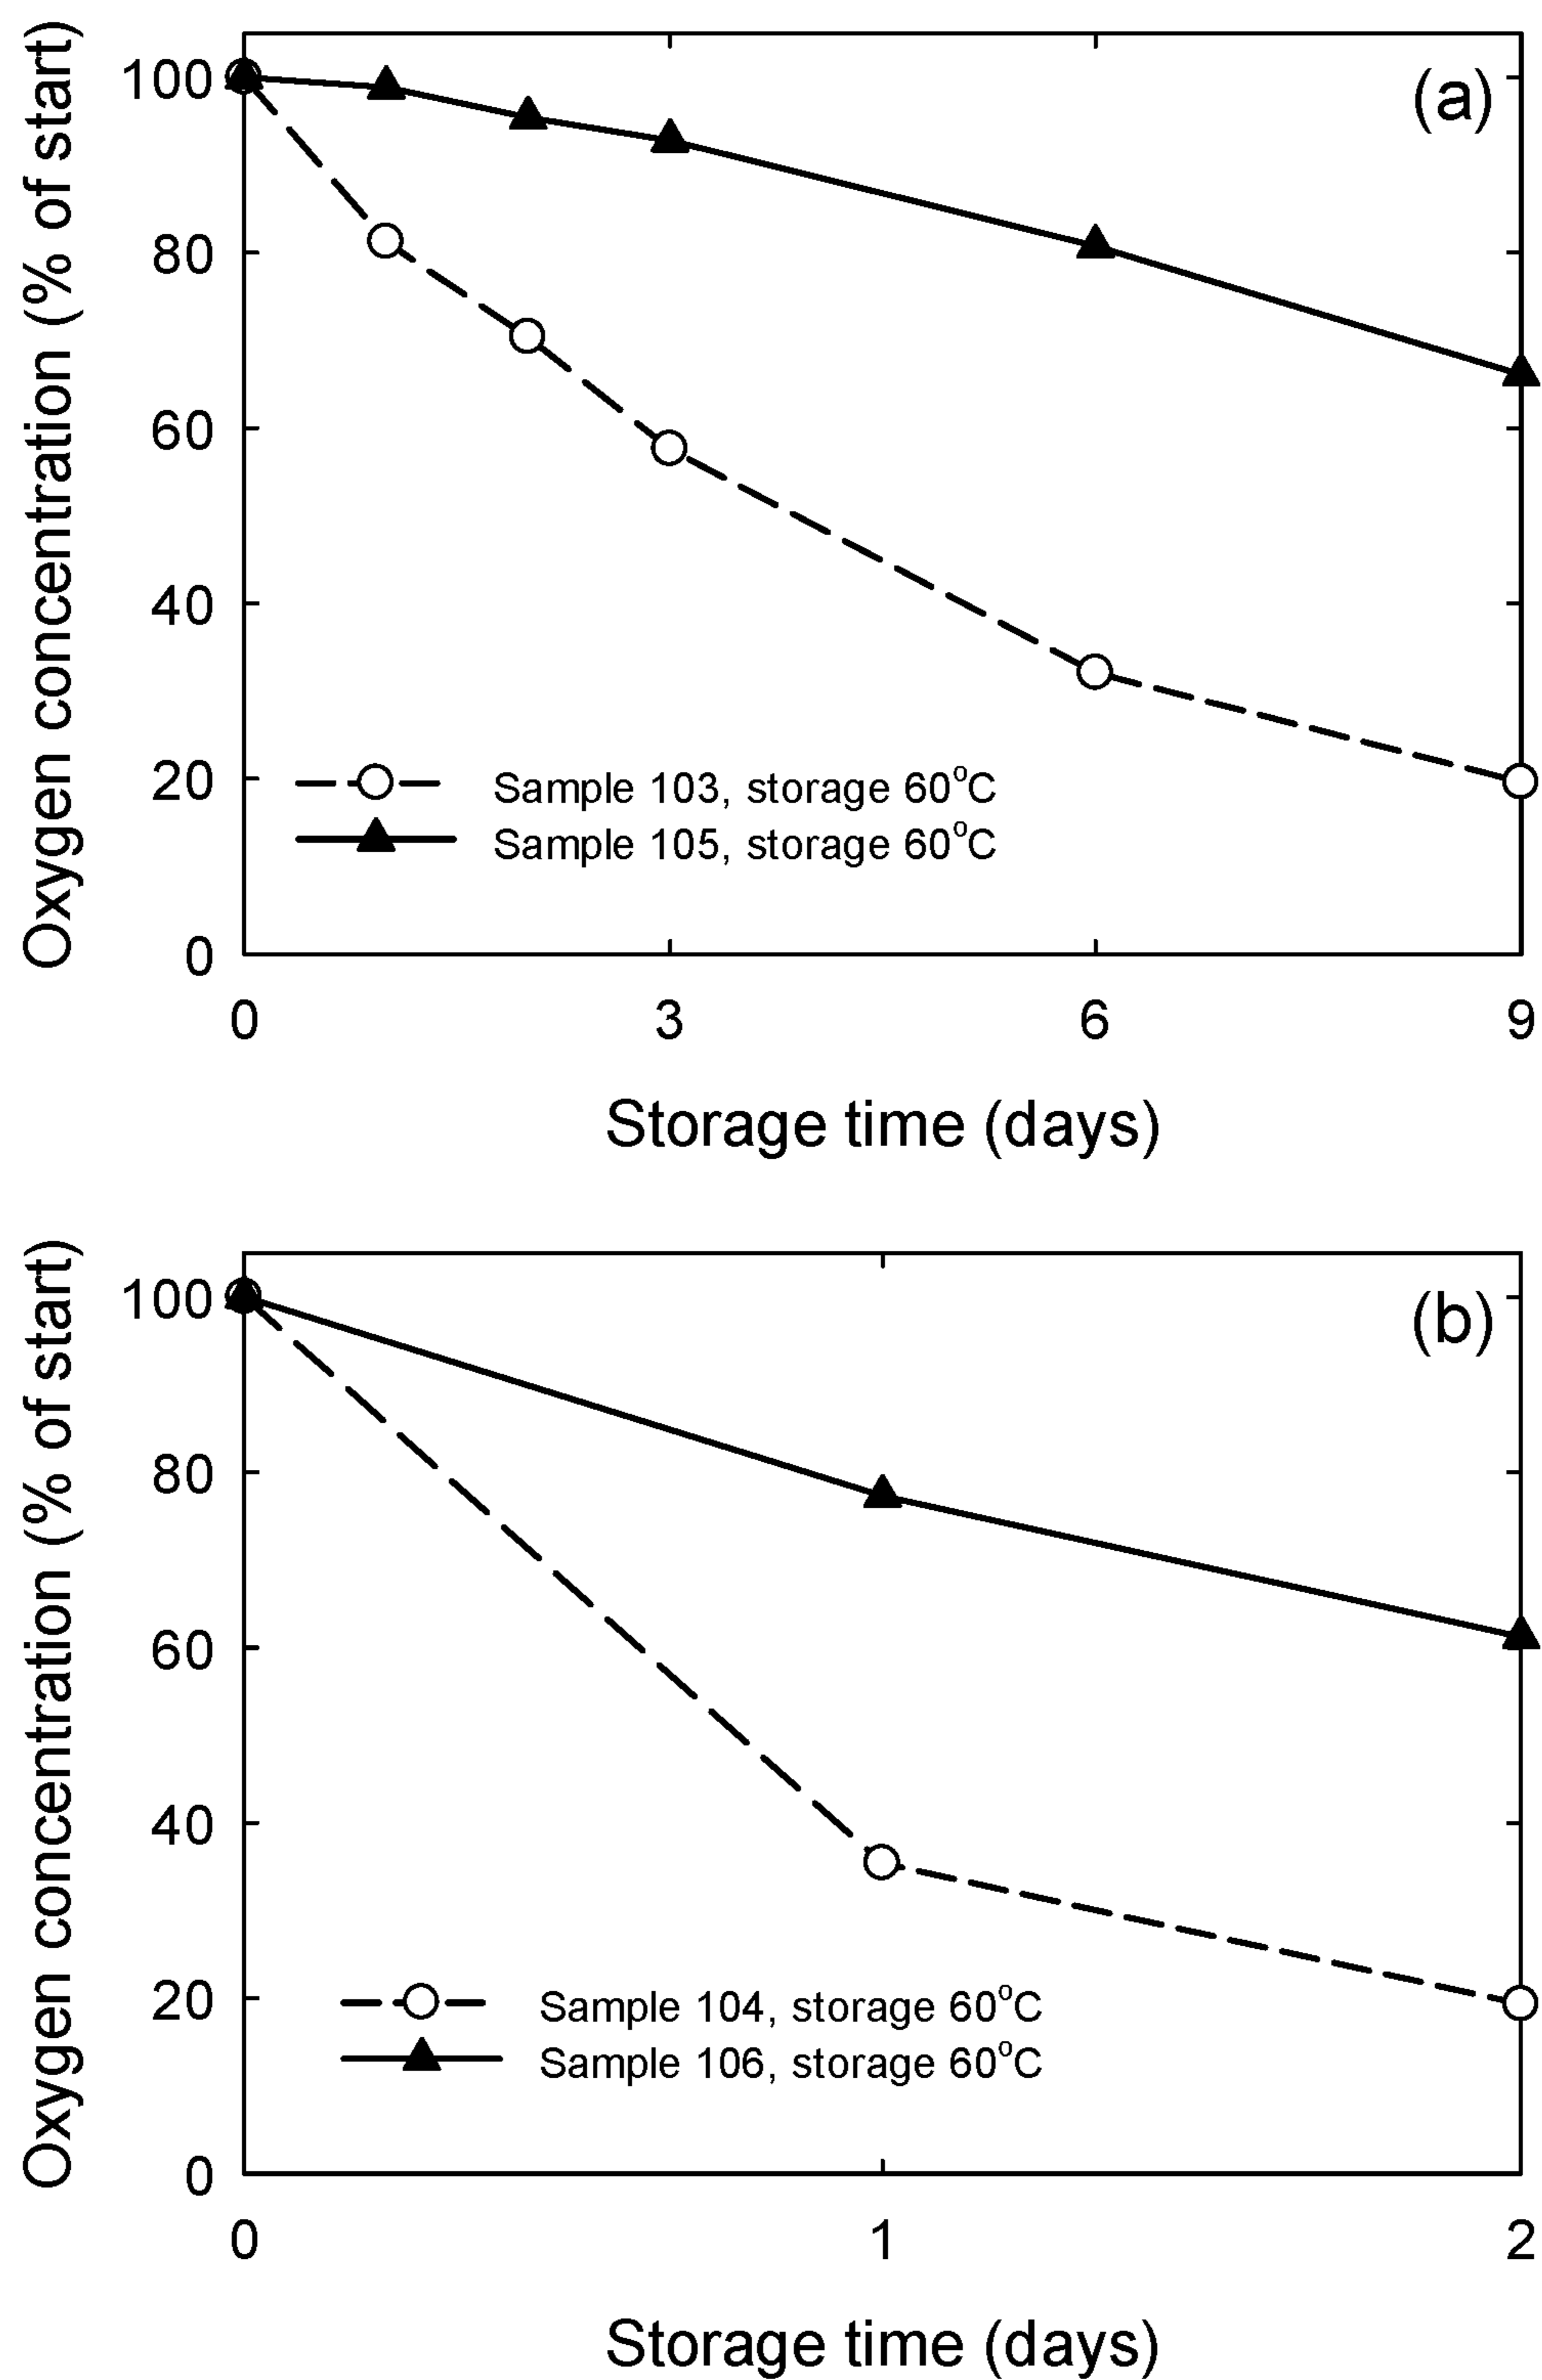 Oxygen concentration (% of start)
(a)
100
80
60
40
20
0
Sample 103, storage 60°C
Sample 105, storage 60°C
0 3 6 9
Storage time (days)
Oxygen concentration (% of start)
(b)
100
80
60
40
20
0
Sample 104, storage 60°C
Sample 106, storage 60°C
0 1 2
Storage time (days)